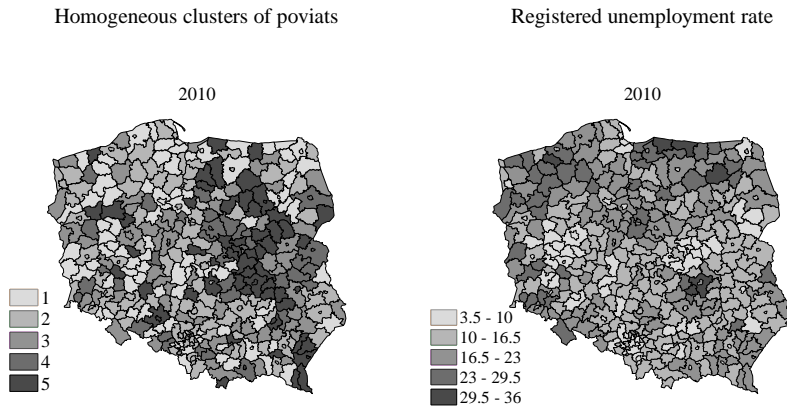 Homogeneous clusters of poviats
Registered unemployment rate
2010
2010
1
2
3
4
5
3.5 - 10
10 - 16.5
16.5 - 23
23 - 29.5
29.5 - 36